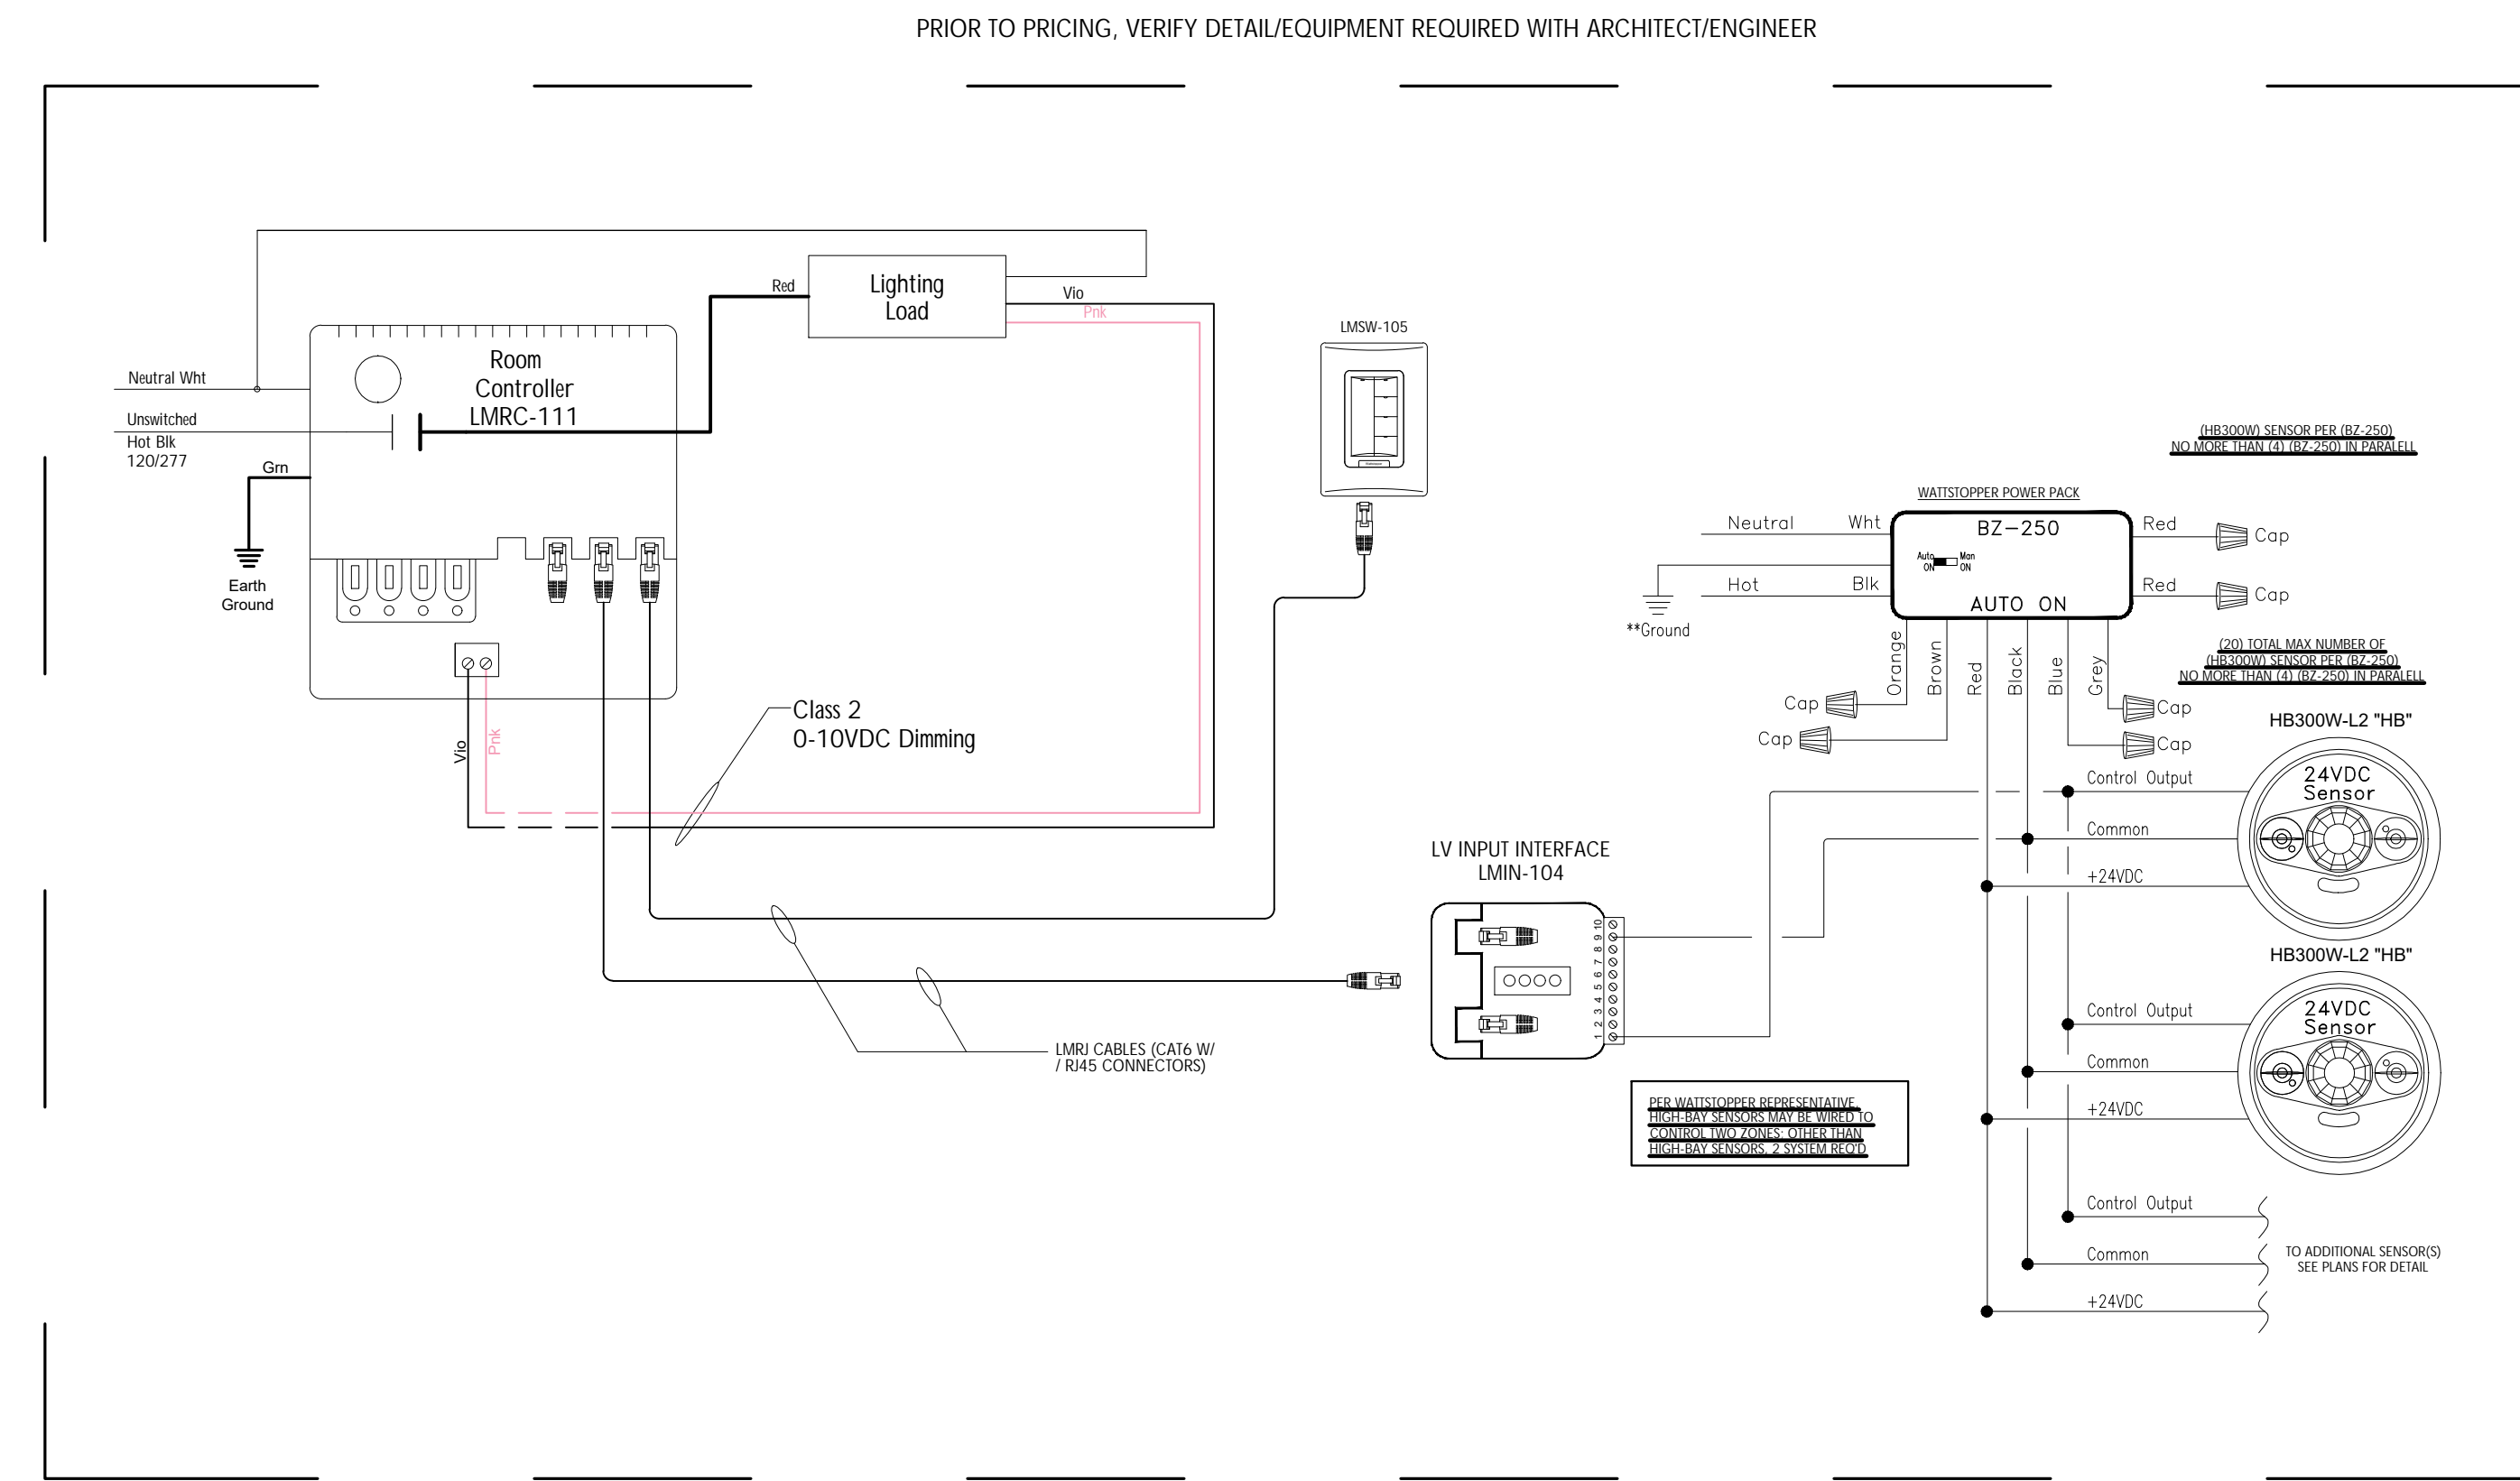 PRIOR TO PRICING, VERIFY DETAIL/EQUIPMENT REQUIRED WITH ARCHITECT/ENGINEER
Neutral Wht
Unswitched
Hot Blk
120/277
Grn
Earth
Ground
Room
Controller
LMRC-111
Red
Lighting
Load
Vio
Pnk
Vio
Pnk
Class 2
0-10VDC Dimming
LMSW-105
LMRJ CABLES (CAT6 W/
/ RJ45 CONNECTORS)
LV INPUT INTERFACE
LMIN-104
1 2 3 4 5 6 7 8 9 10
PER WATTSTOPPER REPRESENTATIVE,
HIGH-BAY SENSORS MAY BE WIRED TO
CONTROL TWO ZONES; OTHER THAN
HIGH-BAY SENSORS, 2 SYSTEM REQ'D
(HB300W) SENSOR PER (BZ-250)
NO MORE THAN (4) (BZ-250) IN PARALELL
WATTSTOPPER POWER PACK
Neutral Wht
BZ-250
Auto ON
Man ON
Hot Blk
AUTO ON
**Ground
Red
Cap
Red
Cap
Orange
Brown
Red
Black
Blue
Grey
Cap
Cap
Cap
Cap
(20) TOTAL MAX NUMBER OF
(HB300W) SENSOR PER (BZ-250)
NO MORE THAN (4) (BZ-250) IN PARALELL
HB300W-L2 "HB"
24VDC
Sensor
Control Output
Common
+24VDC
HB300W-L2 "HB"
24VDC
Sensor
Control Output
Common
+24VDC
Control Output
Common
+24VDC
TO ADDITIONAL SENSOR(S)
SEE PLANS FOR DETAIL